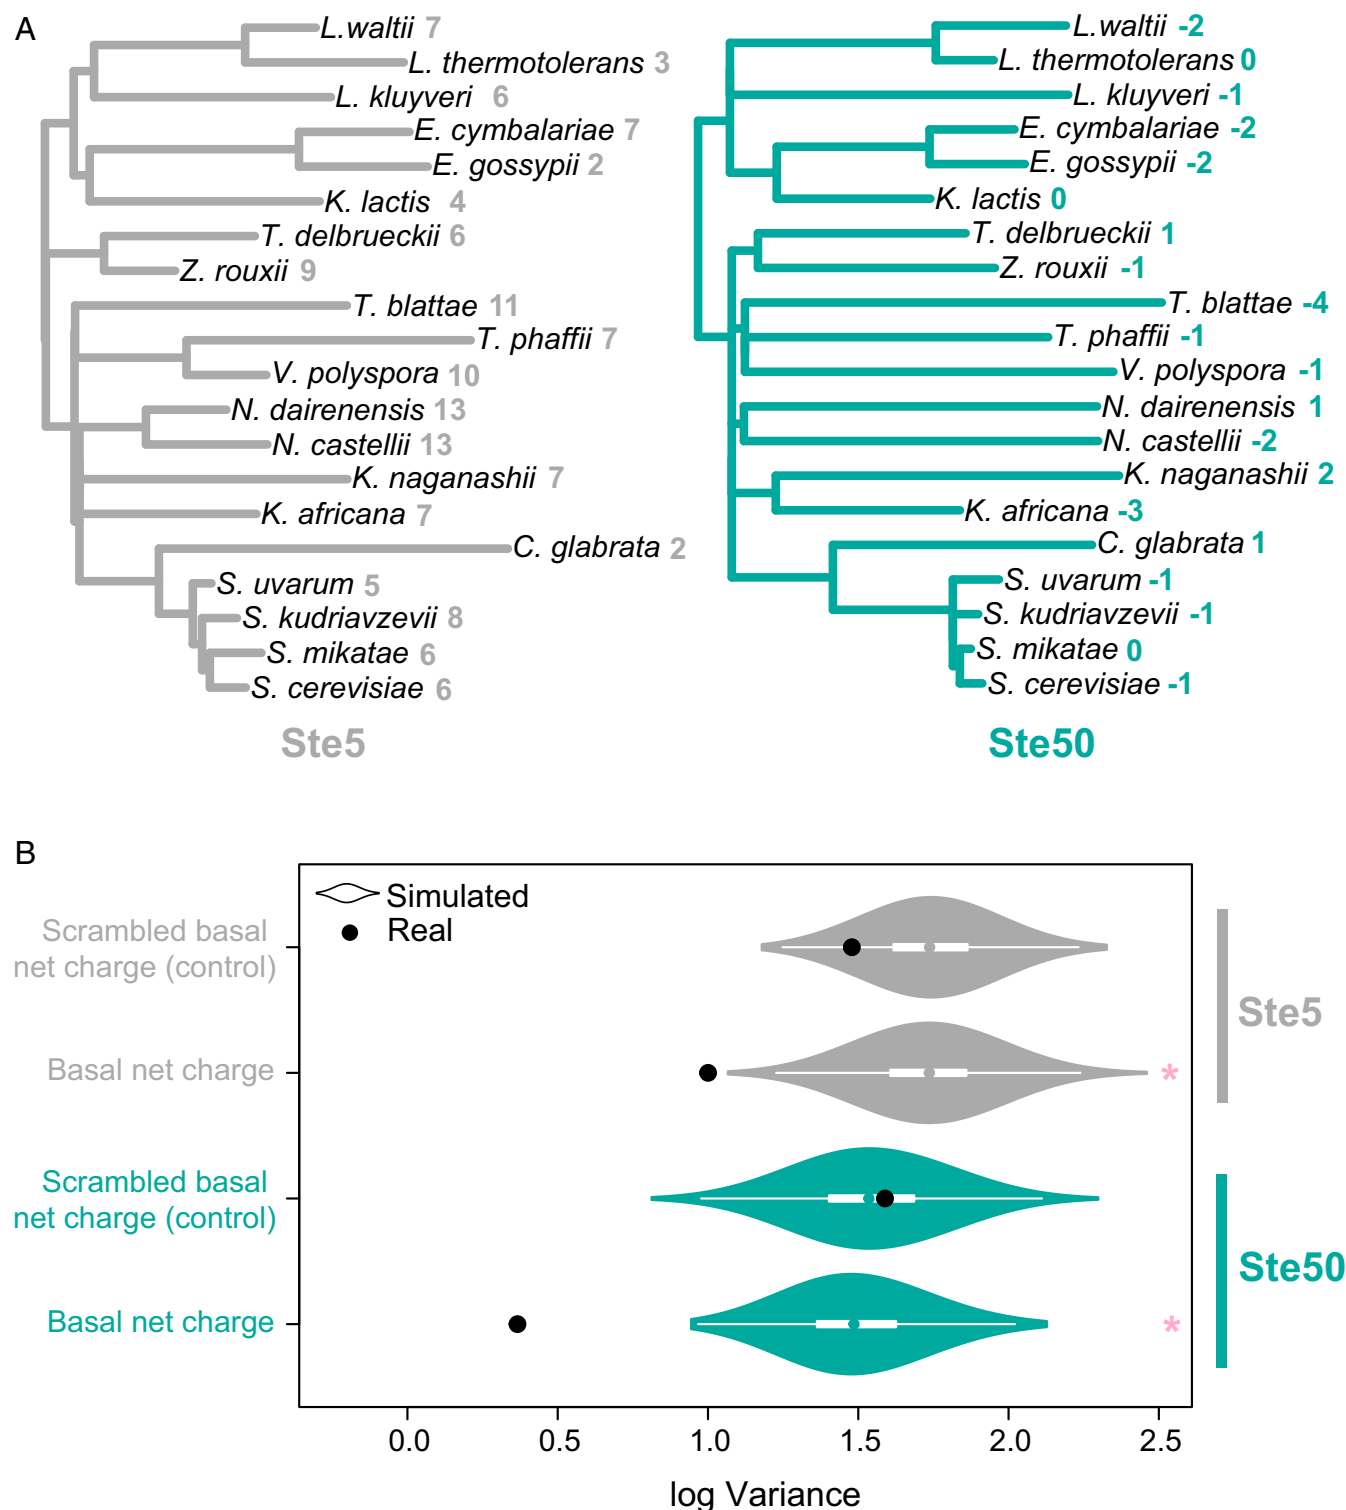 A
L.waltii 7
L. thermotolerans 3
L. kluyveri 6
E. cymbalariae 7
E. gossypii 2
K. lactis 4
T. delbrueckii 6
Z. rouxii 9
T. blattae 11
T. phaffii 7
V. polyspora 10
N. dairenensis 13
N. castellii 13
K. naganashii 7
K. africana 7
C. glabrata 2
S. uvarum 5
S. kudriavzevii 8
S. mikatae 6
S. cerevisiae 6
Ste5
L.waltii -2
L. thermotolerans 0
L. kluyveri -1
E. cymbalariae -2
E. gossypii -2
K. lactis 0
T. delbrueckii 1
Z. rouxii -1
T. blattae -4
T. phaffii -1
V. polyspora -1
N. dairenensis 1
N. castellii -2
K. naganashii 2
K. africana -3
C. glabrata 1
S. uvarum -1
S. kudriavzevii -1
S. mikatae 0
S. cerevisiae -1
Ste50
B
Simulated
Real
Scrambled basal
net charge (control)
Basal net charge
*
Ste5
Scrambled basal
net charge (control)
Basal net charge
*
Ste50
0.0 0.5 1.0 1.5 2.0 2.5
log Variance